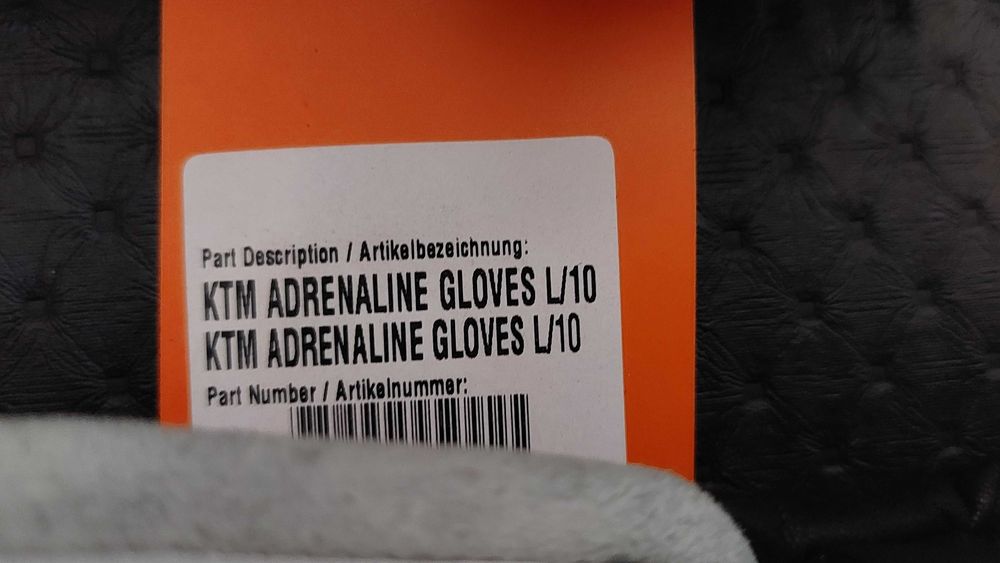 Part Description / Artikelbezeichnung:
KTM ADRENALINE GLOVES L/10
KTM ADRENALINE GLOVES L/10
Part Number / Artikelnummer: